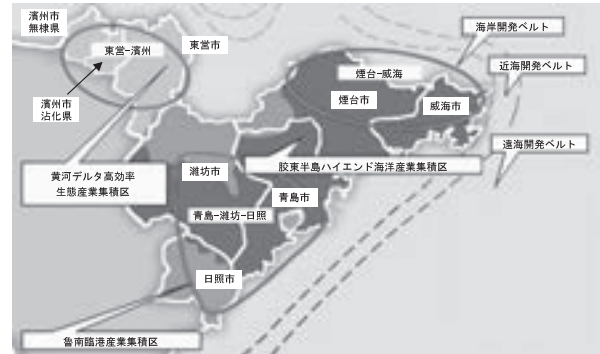 濱州市
無棣県
東営−濱州
東営市
海岸開発ベルト
近海開発ベルト
煙台−威海
煙台市
威海市
濱州市
沾化県
遠海開発ベルト
黄河デルタ高効率
生態産業集積区
濰坊市
胶東半島ハイエンド海洋産業集積区
青島市
青島−濰坊−日照
日照市
魯南臨港産業集積区